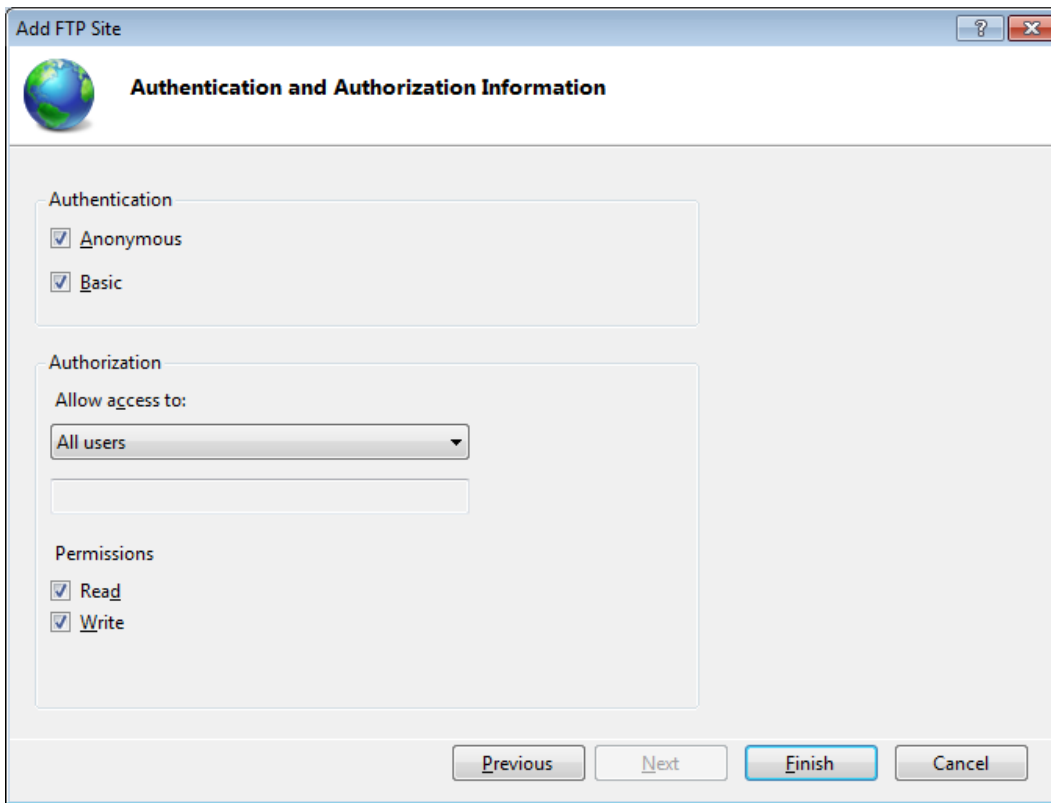 Add FTP Site
Authentication and Authorization Information
Authentication
Anonymous
Basic
Authorization
Allow access to:
All users
Permissions
Read
Write
Previous
Next
Finish
Cancel